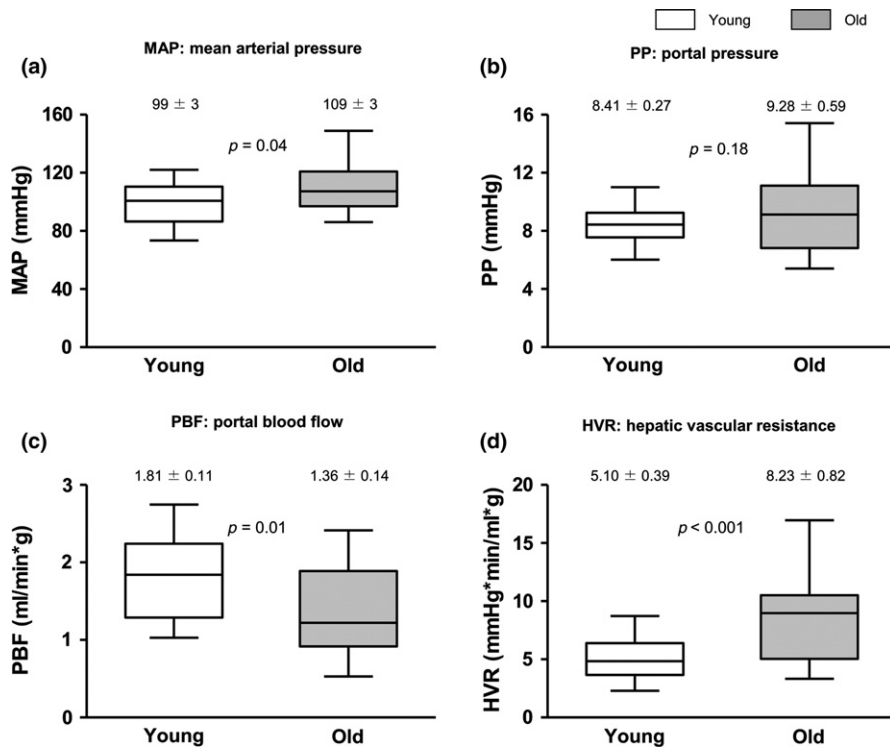 Young Old
(a)
MAP: mean arterial pressure
99 ± 3 109 ± 3
p = 0.04
MAP (mmHg)
160
120
80
40
0
Young Old
(b)
PP: portal pressure
8.41 ± 0.27 9.28 ± 0.59
p = 0.18
PP (mmHg)
16
12
8
4
0
Young Old
(c)
PBF: portal blood flow
1.81 ± 0.11 1.36 ± 0.14
p = 0.01
PBF (ml/min*g)
3
2
1
0
Young Old
(d)
HVR: hepatic vascular resistance
5.10 ± 0.39 8.23 ± 0.82
p < 0.001
HVR (mmHg*min/ml*g)
20
15
10
5
0
Young Old